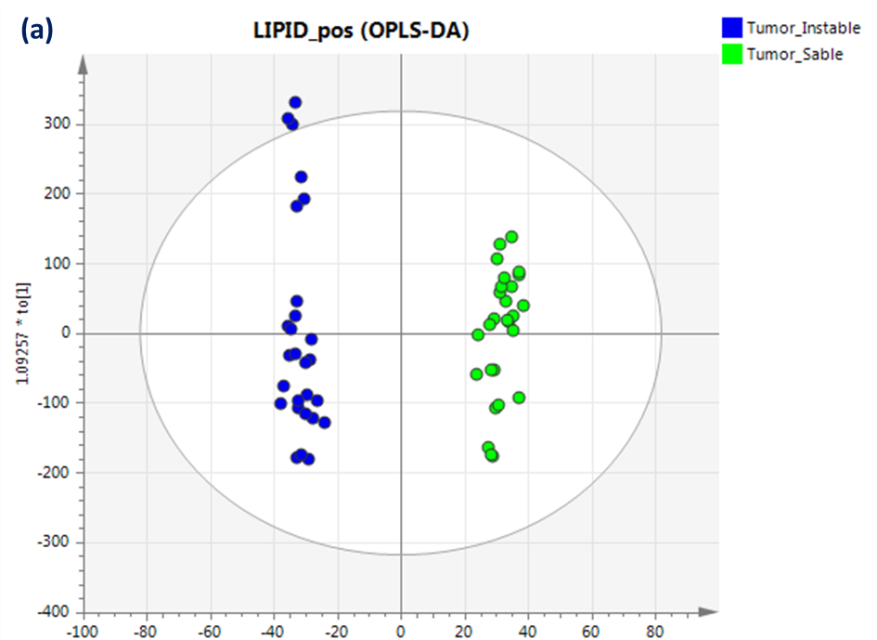 (a)
LIPID_pos (OPLS-DA)
Tumor_Instable
Tumor_Sable
300
200
100
0
-100
-200
-300
-400
1.09257 * to[1]
-100 -80 -60 -40 -20 0 20 40 60 80